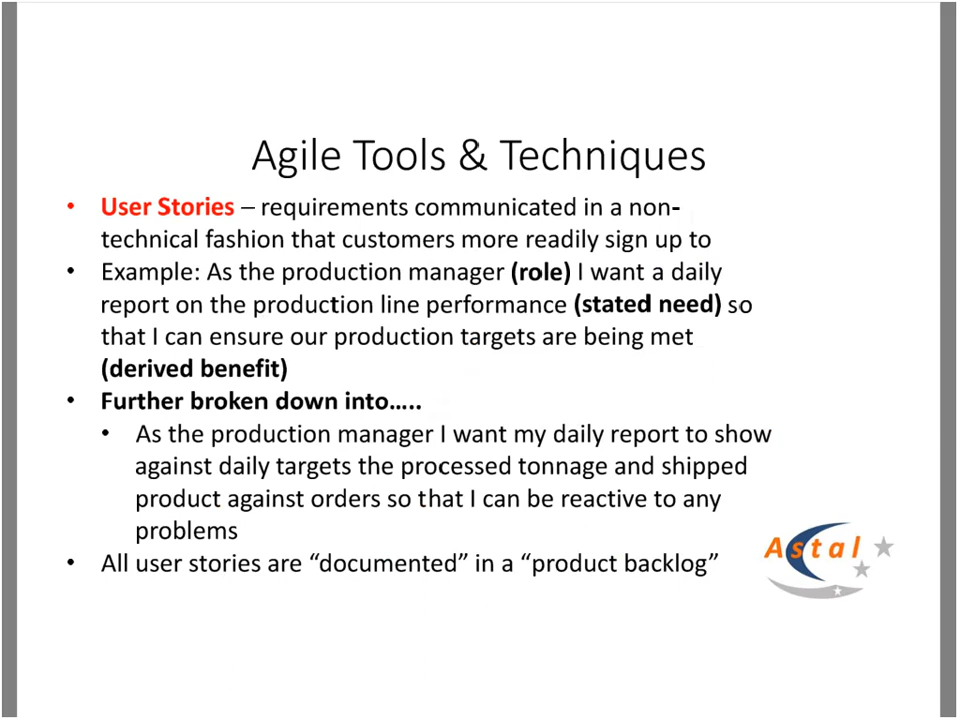 Agile Tools & Techniques
• User Stories – requirements communicated in a non-
technical fashion that customers more readily sign up to
• Example: As the production manager (role) I want a daily
report on the production line performance (stated need) so
that I can ensure our production targets are being met
(derived benefit)
• Further broken down into…..
• As the production manager I want my daily report to show
against daily targets the processed tonnage and shipped
product against orders so that I can be reactive to any
problems
• All user stories are “documented” in a “product backlog”
Astal